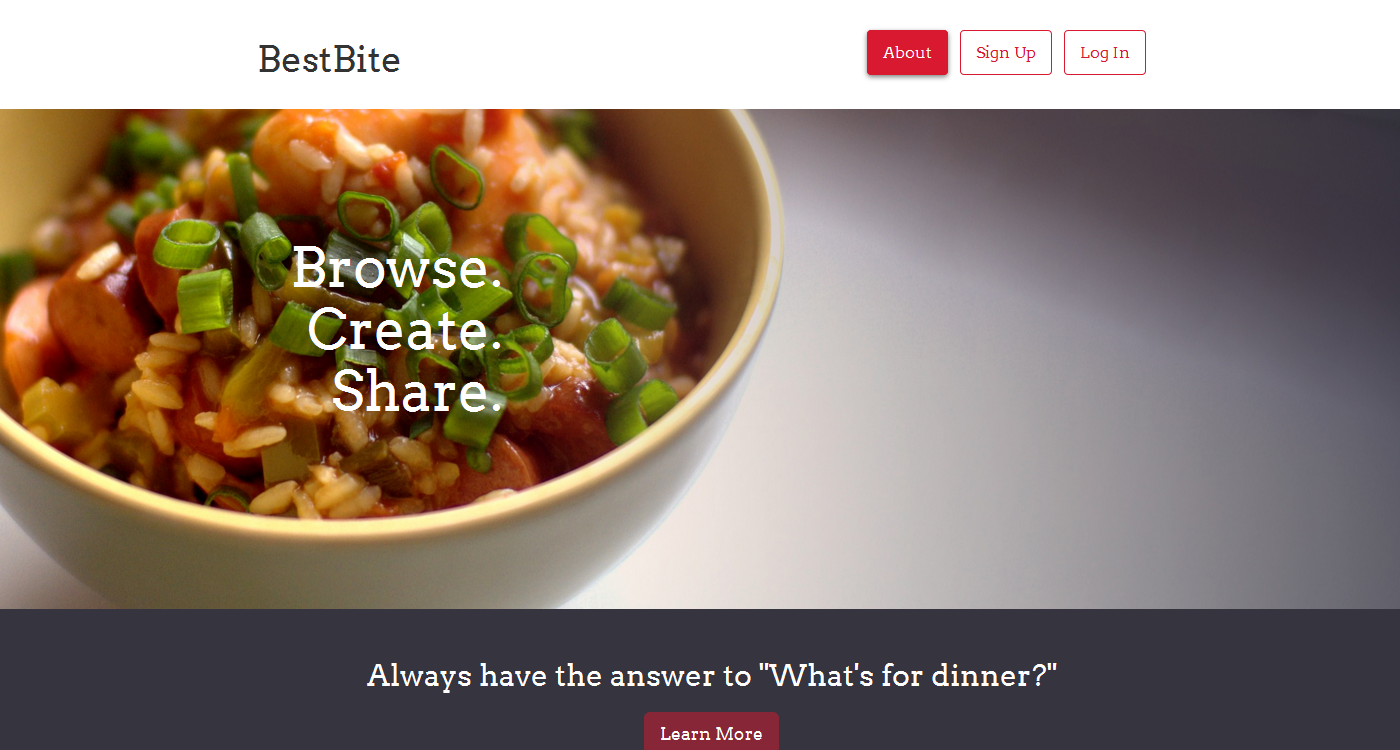 BestBite
About
Sign Up
Log In
Browse.
Create.
Share.
Always have the answer to "What's for dinner?"
Learn More